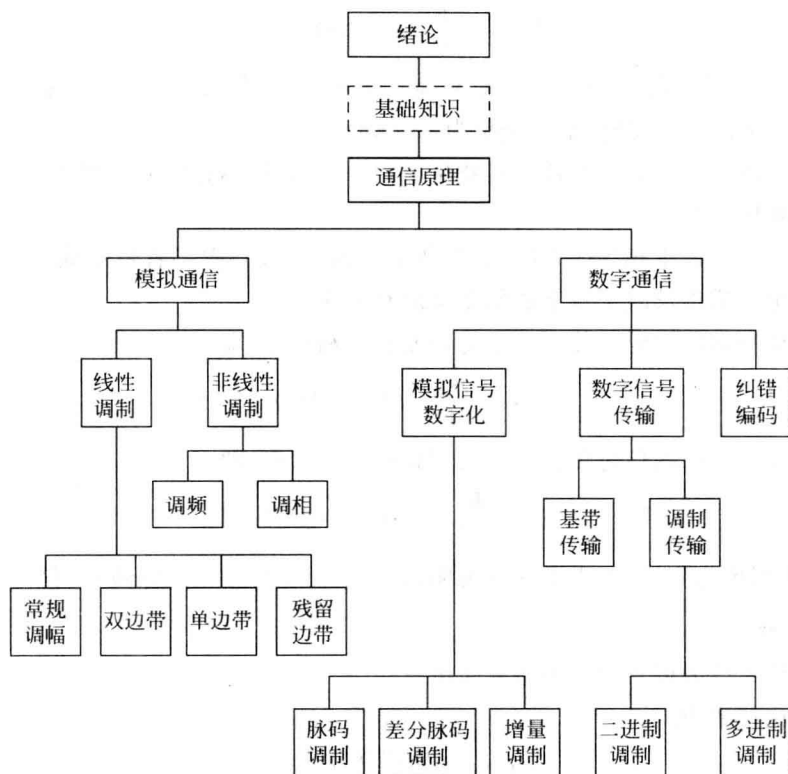 绪论
基础知识
通信原理
模拟通信
数字通信
线性
调制
非线性
调制
模拟信号
数字化
数字信号
传输
纠错
编码
调频
调相
基带
传输
调制
传输
常规
调幅
双边带
单边带
残留
边带
脉码
调制
差分脉码
调制
增量
调制
二进制
调制
多进制
调制